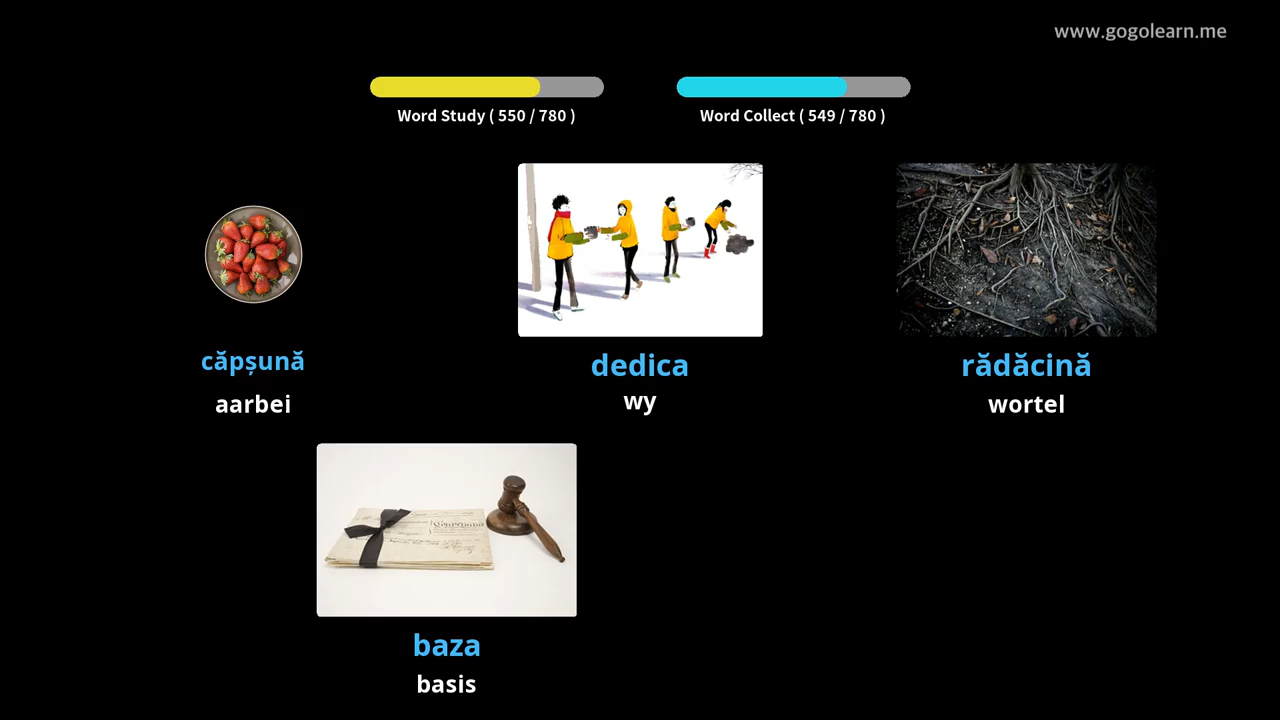 www.gogolearn.me
Word Study ( 550 / 780 )
Word Collect ( 549 / 780 )
căpșună
aarbei
dedica
wy
rădăcină
wortel
baza
basis